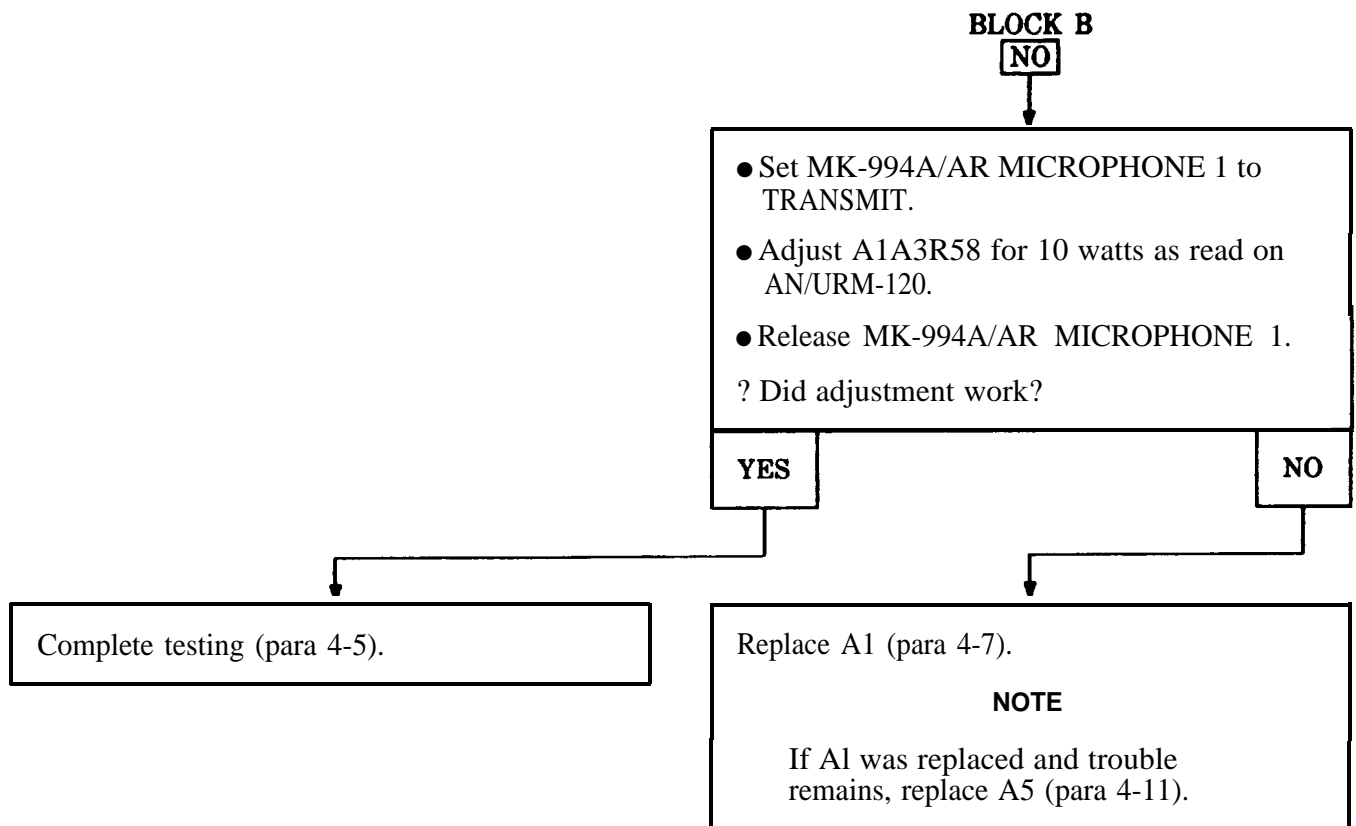 BLOCK B
NO
● Set MK-994A/AR MICROPHONE 1 to
TRANSMIT.
● Adjust A1A3R58 for 10 watts as read on
AN/URM-120.
● Release MK-994A/AR MICROPHONE 1.
? Did adjustment work?
YES
NO
Complete testing (para 4-5).
Replace A1 (para 4-7).
NOTE
If Al was replaced and trouble
remains, replace A5 (para 4-11).